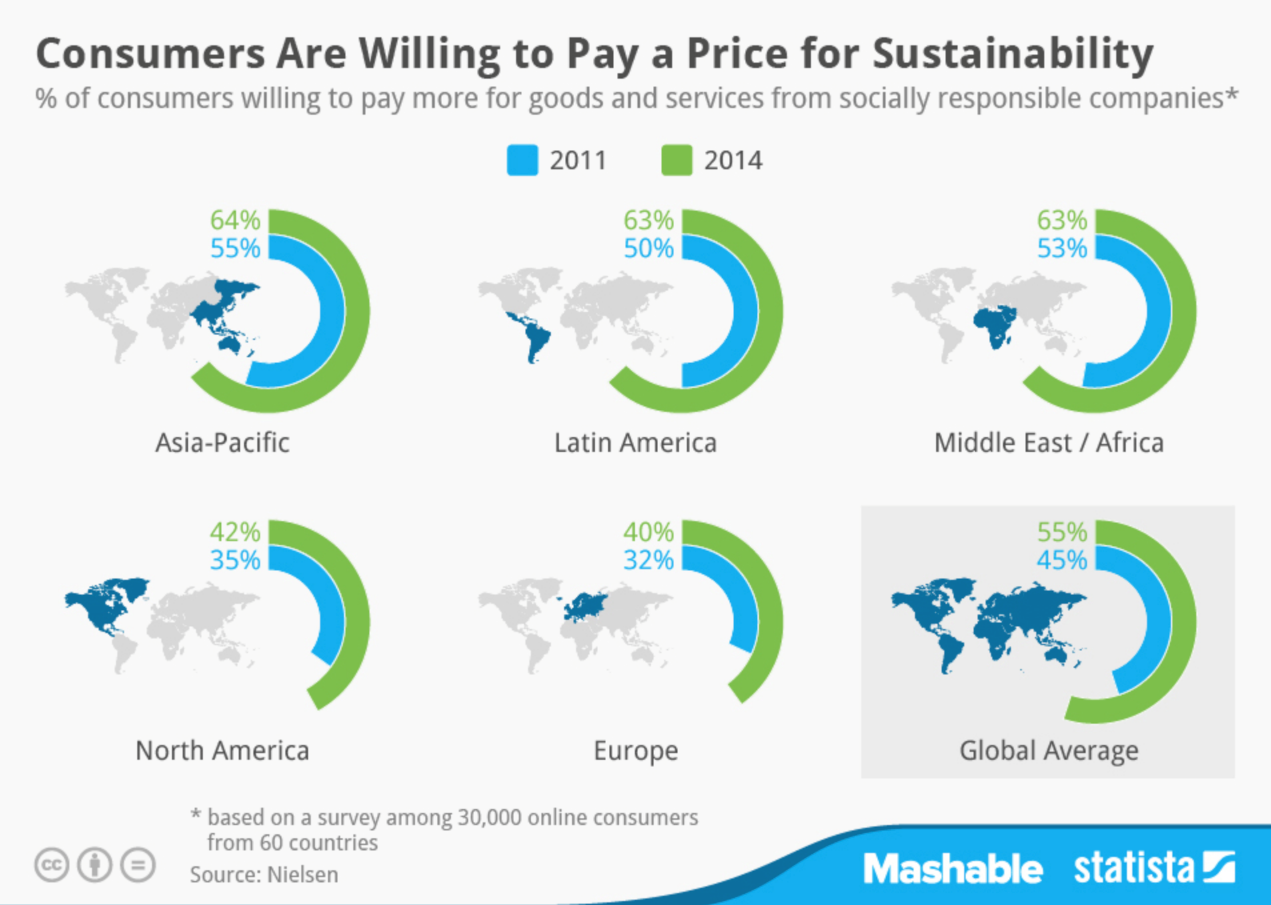 Consumers Are Willing to Pay a Price for Sustainability
% of consumers willing to pay more for goods and services from socially responsible companies*
2011
2014
64%
55%
Asia-Pacific
63%
50%
Latin America
63%
53%
Middle East / Africa
42%
35%
North America
40%
32%
Europe
55%
45%
Global Average
* based on a survey among 30,000 online consumers
from 60 countries
Source: Nielsen
cc
Mashable
statista